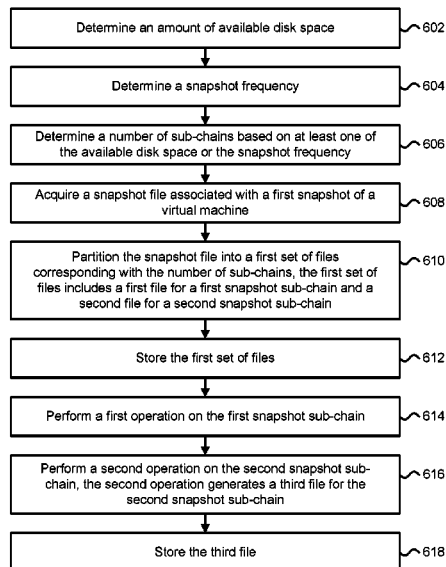 Determine an amount of available disk space
602
Determine a snapshot frequency
604
Determine a number of sub-chains based on at least one of
the available disk space or the snapshot frequency
606
Acquire a snapshot file associated with a first snapshot of a
virtual machine
608
Partition the snapshot file into a first set of files
corresponding with the number of sub-chains, the first set of
files includes a first file for a first snapshot sub-chain and a
second file for a second snapshot sub-chain
610
Store the first set of files
612
Perform a first operation on the first snapshot sub-chain
614
Perform a second operation on the second snapshot sub-
chain, the second operation generates a third file for the
second snapshot sub-chain
616
Store the third file
618